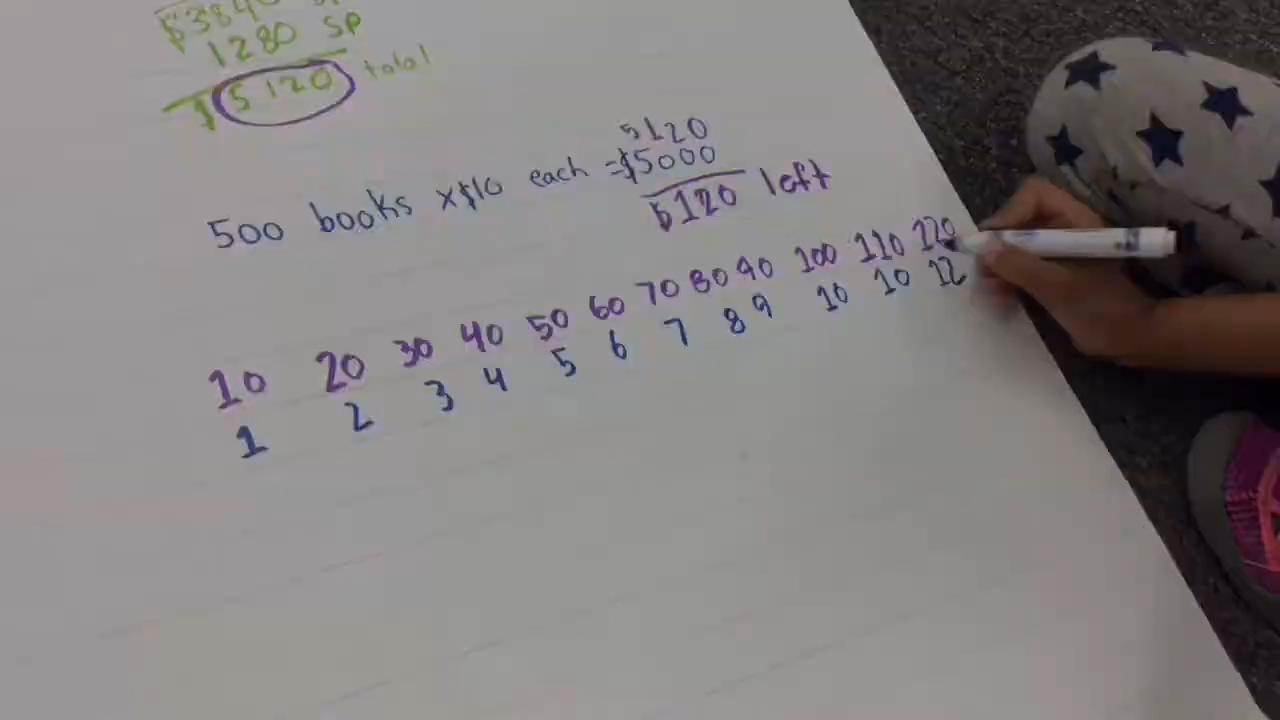 $3840
1280 SP
$5120 total
5120
500 books x $10 each = $5000
$120 left
10 20 30 40 50 60 70 80 90 100 110 120
1 2 3 4 5 6 7 8 9 10 10 12